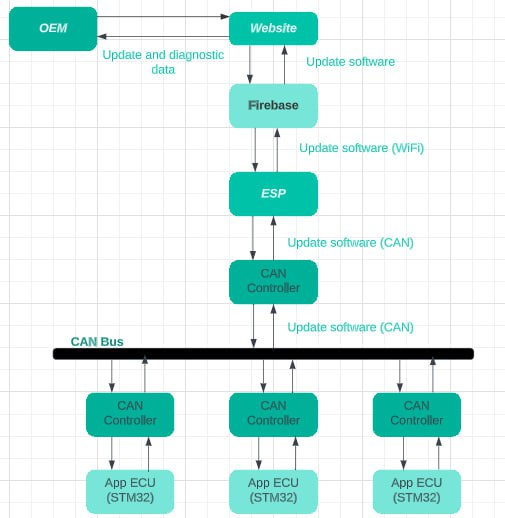 OEM
Website
Update and diagnostic
data
Update software
Firebase
Update software (WiFi)
ESP
Update software (CAN)
CAN
Controller
Update software (CAN)
CAN Bus
CAN
Controller
CAN
Controller
CAN
Controller
App ECU
(STM32)
App ECU
(STM32)
App ECU
(STM32)